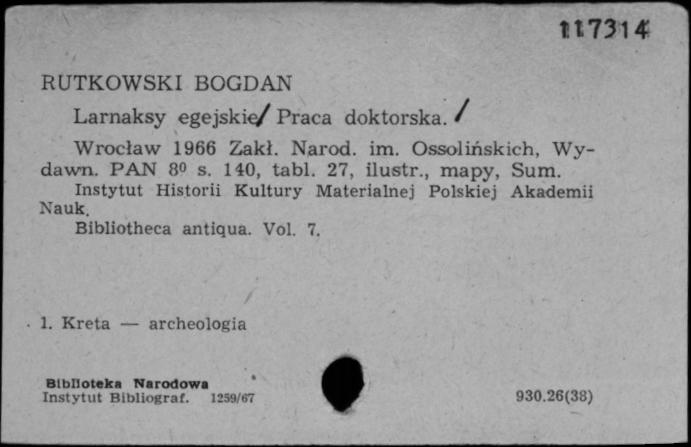 117314
RUTKOWSKI BOGDAN
Larnaksy egejskie/ Praca doktorska. /
Wrocław 1966 Zakł. Narod. im. Ossolińskich, Wy-
dawn. PAN 8⁰ s. 140, tabl. 27, ilustr., mapy, Sum.
Instytut Historii Kultury Materialnej Polskiej Akademii
Nauk.
Bibliotheca antiqua. Vol. 7.
1. Kreta — archeologia
Biblioteka Narodowa
Instytut Bibliograf. 1259/67
930.26(38)